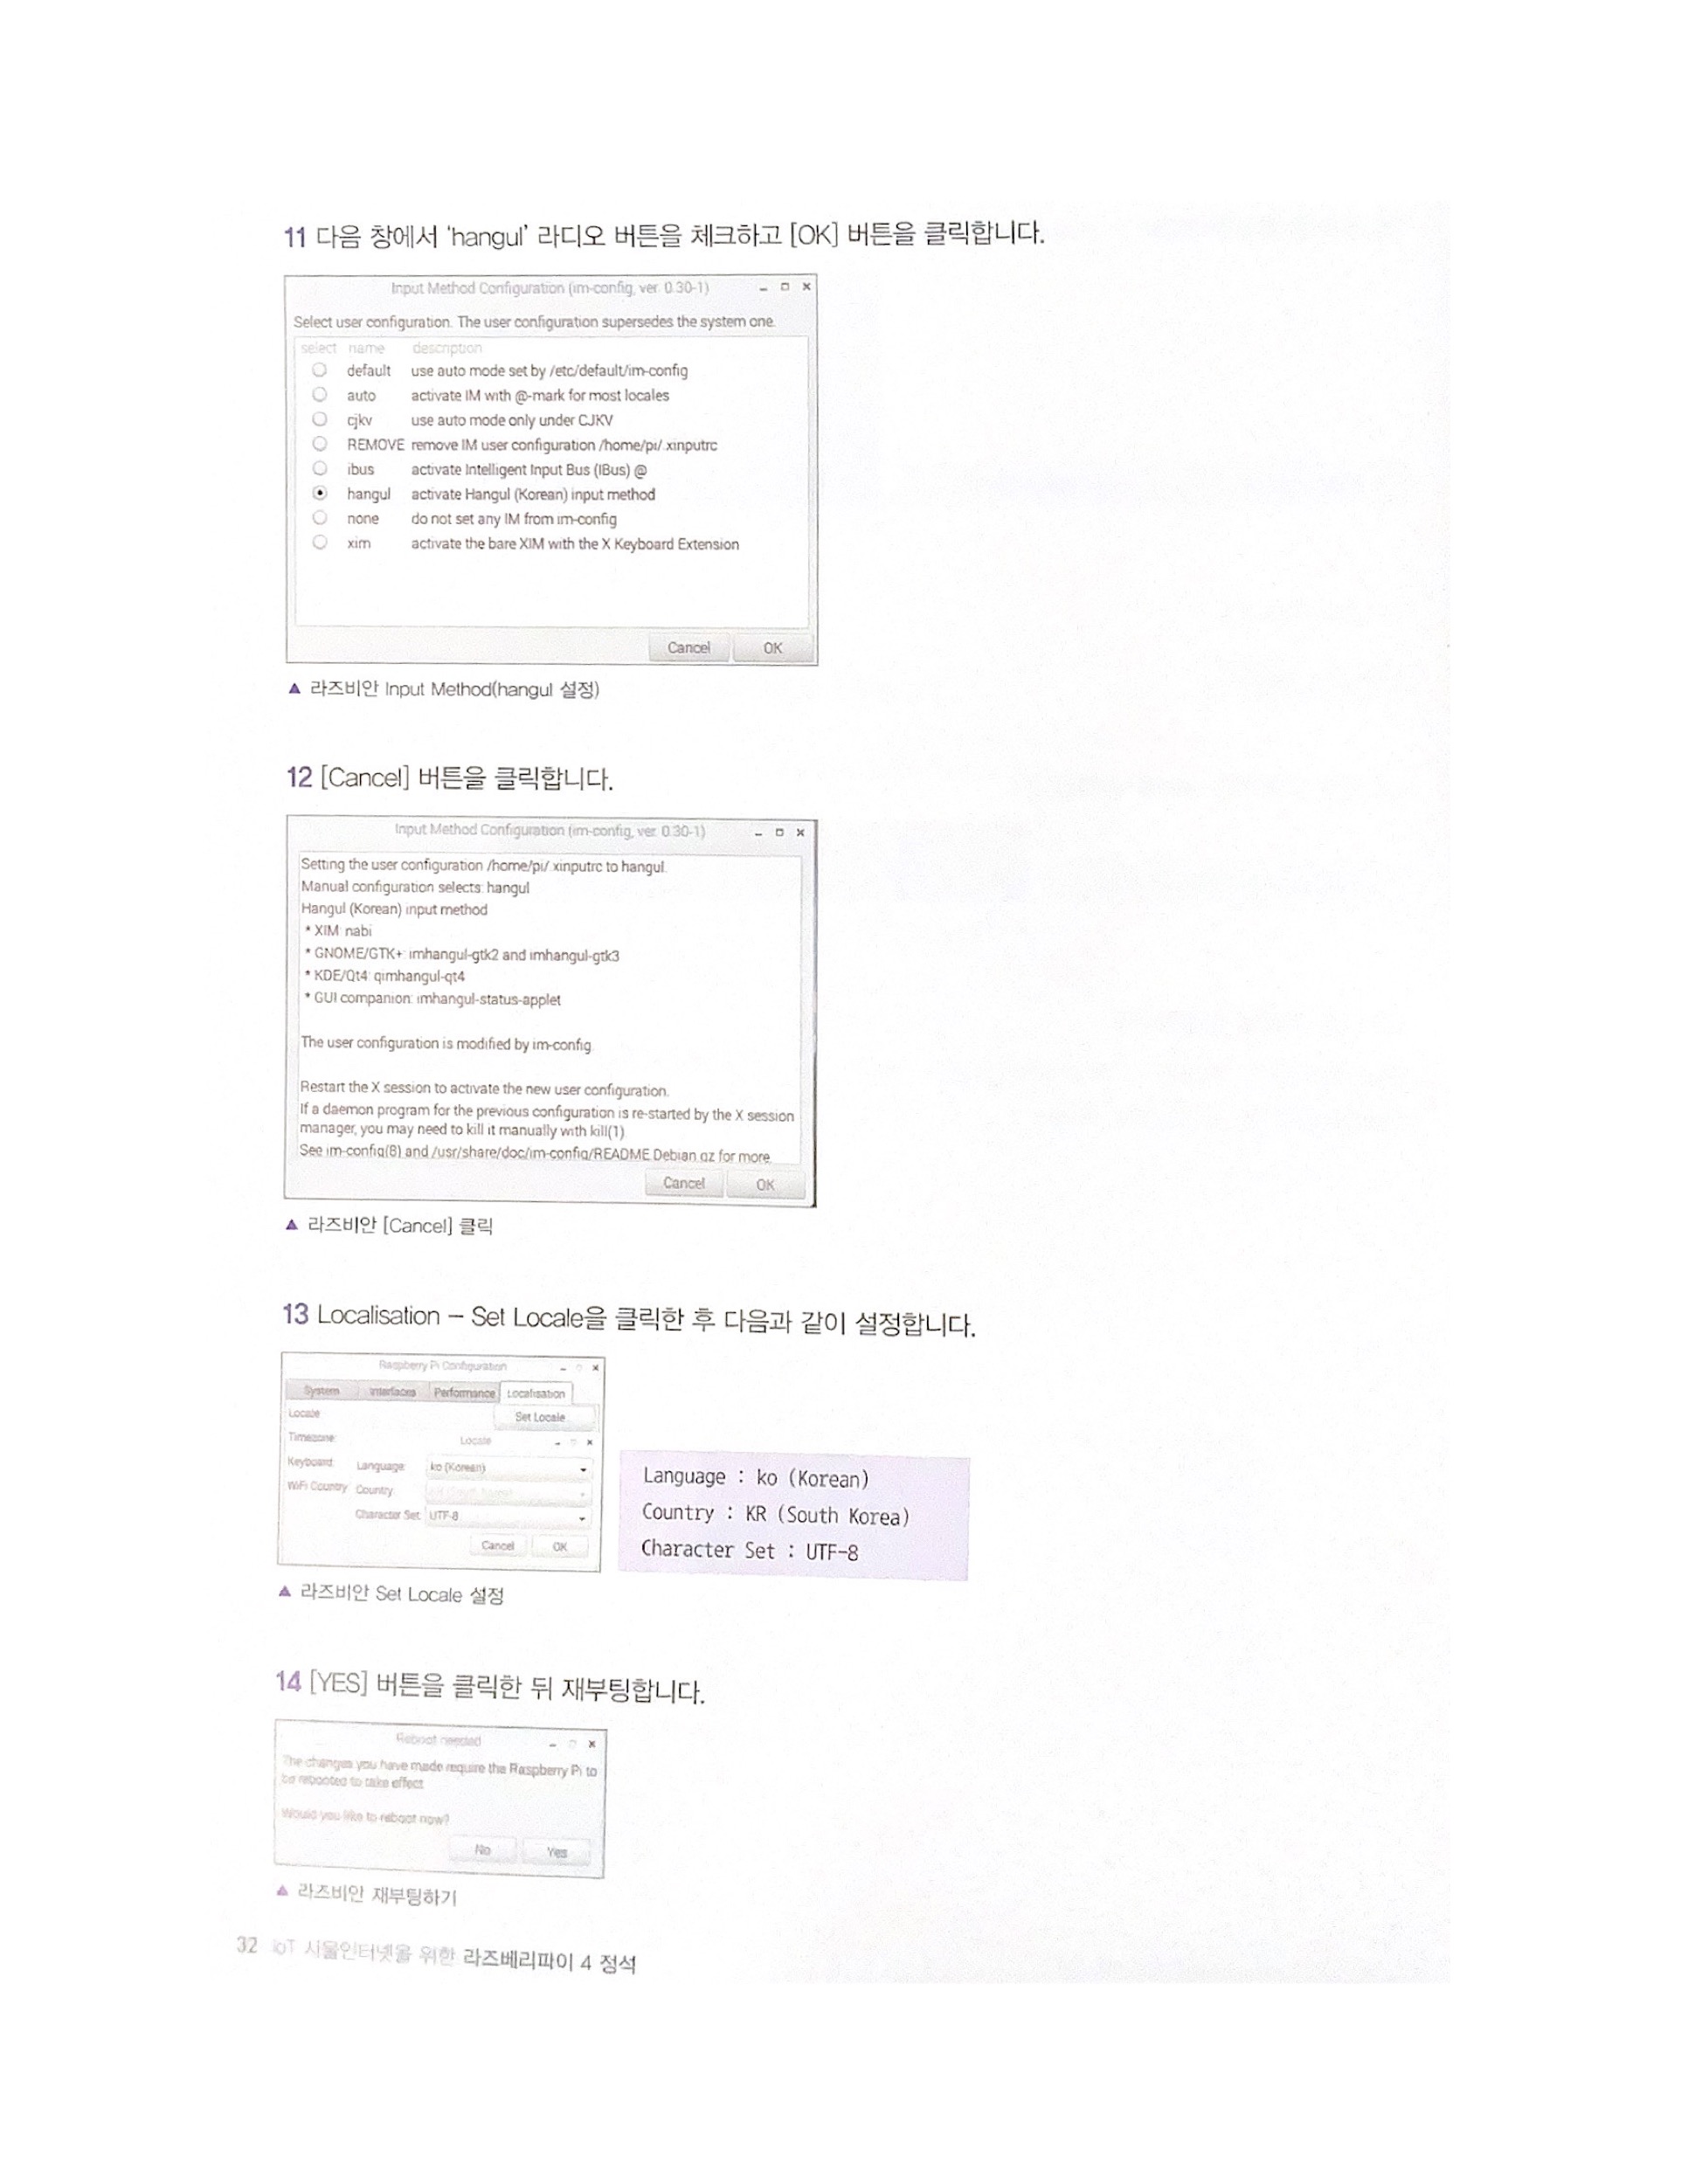 11 다음 창에서 'hangul' 라디오 버튼을 체크하고 [OK] 버튼을 클릭합니다.
Input Method Configuration (im-config, ver. 0.30-1)
Select user configuration. The user configuration supersedes the system one.
select name description
default use auto mode set by /etc/default/im-config
auto activate IM with @-mark for most locales
cjkv use auto mode only under CJKV
REMOVE remove IM user configuration /home/pi/.xinputrc
ibus activate Intelligent Input Bus (IBus) @
hangul activate Hangul (Korean) input method
none do not set any IM from im-config
xim activate the bare XIM with the X Keyboard Extension
Cancel OK
▲ 라즈비안 Input Method(hangul 설정)
12 [Cancel] 버튼을 클릭합니다.
Input Method Configuration (im-config, ver. 0.30-1)
Setting the user configuration /home/pi/.xinputrc to hangul.
Manual configuration selects: hangul
Hangul (Korean) input method
* XIM: nabi
* GNOME/GTK+: imhangul-gtk2 and imhangul-gtk3
* KDE/Qt4: qimhangul-qt4
* GUI companion: imhangul-status-applet
The user configuration is modified by im-config.
Restart the X session to activate the new user configuration.
If a daemon program for the previous configuration is re-started by the X session
manager, you may need to kill it manually with kill(1).
See im-config(8) and /usr/share/doc/im-config/README.Debian.gz for more.
Cancel OK
▲ 라즈비안 [Cancel] 클릭
13 Localisation – Set Locale을 클릭한 후 다음과 같이 설정합니다.
Raspberry Pi Configuration
System Interfaces Performance Localisation
Locale: Set Locale
Timezone: Locale
Keyboard: Language: ko (Korean)
WiFi Country Country:
Character Set: UTF-8
Cancel OK
Language : ko (Korean)
Country : KR (South Korea)
Character Set : UTF-8
▲ 라즈비안 Set Locale 설정
14 [YES] 버튼을 클릭한 뒤 재부팅합니다.
Reboot needed
The changes you have made require the Raspberry Pi to
be rebooted to take effect.
Would you like to reboot now?
No Yes
▲ 라즈비안 재부팅하기
32 IoT 사물인터넷을 위한 라즈베리파이 4 정석